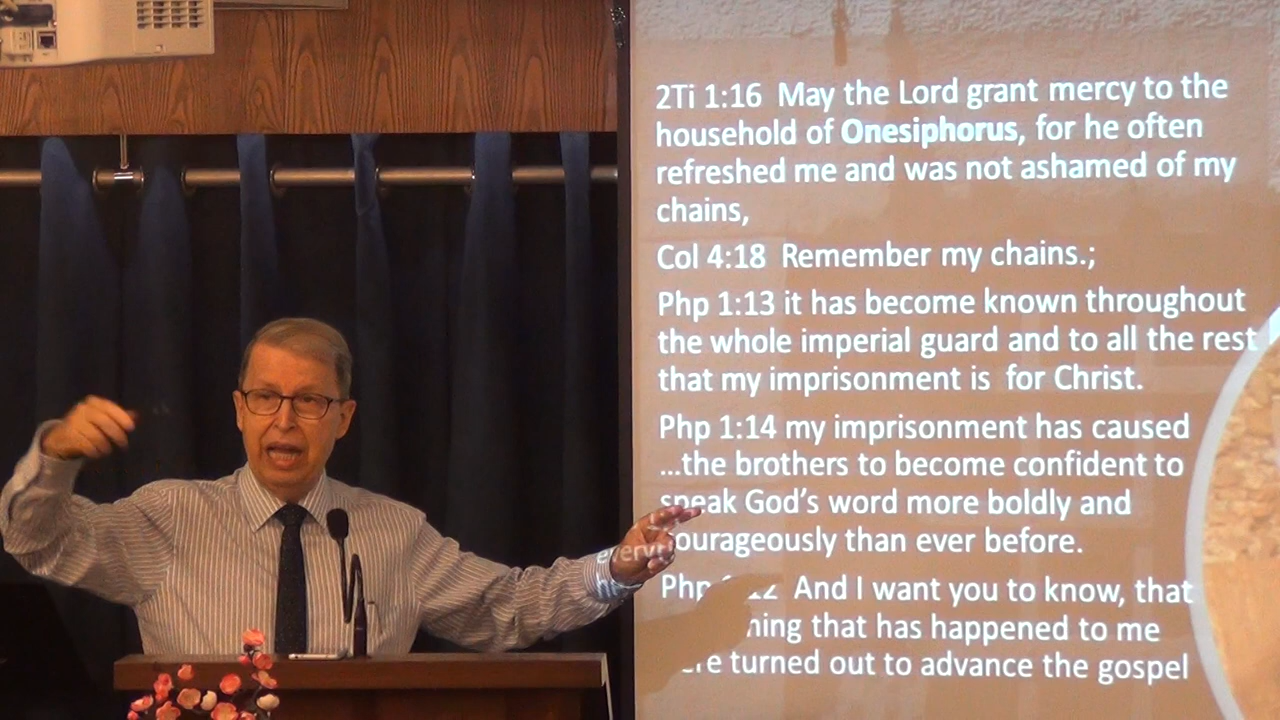 2Ti 1:16 May the Lord grant mercy to the
household of Onesiphorus, for he often
refreshed me and was not ashamed of my
chains,
Col 4:18 Remember my chains.;
Php 1:13 it has become known throughout
the whole imperial guard and to all the rest
that my imprisonment is for Christ.
Php 1:14 my imprisonment has caused
...the brothers to become confident to
speak God's word more boldly and
courageously than ever before.
And I want you to know, that
that has happened to me
turned out to advance the gospel